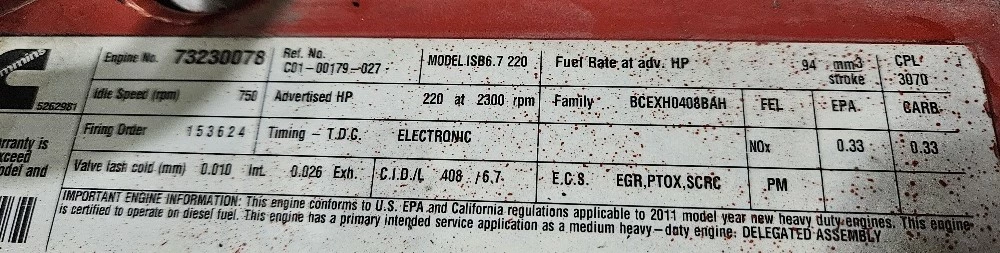 Cummins
Engine No. 73230078 Ref. No. C01-00179-027 MODEL ISB6.7 220 Fuel Rate at adv. HP 94 mm3 stroke CPL 3070
5262981
Idle Speed (rpm) 750 Advertised HP 220 at 2300 rpm Family BCEXH0408BAH FEL EPA CARB
Firing Order 153624 Timing - T.D.C. ELECTRONIC NOx 0.33 0.33
Valve lash cold (mm) 0.010 Int. 0.026 Exh. C.I.D./L 408 /6.7 E.C.S. EGR,PTOX,SCRC PM
rranty is
xceed
odel and
IMPORTANT ENGINE INFORMATION: This engine conforms to U.S. EPA and California regulations applicable to 2011 model year new heavy duty engines. This engine
is certified to operate on diesel fuel. This engine has a primary intended service application as a medium heavy-duty engine: DELEGATED ASSEMBLY